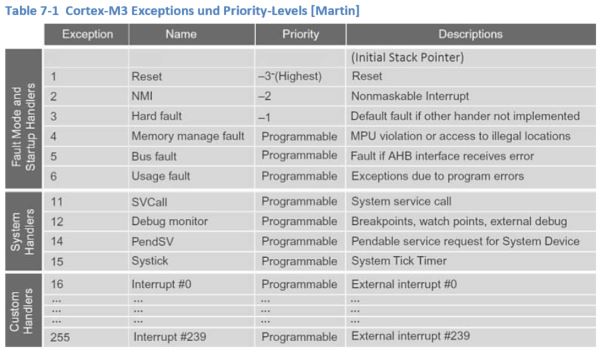 Table 7-1 Cortex-M3 Exceptions und Priority-Levels [Martin]
Exception Name Priority Descriptions
(Initial Stack Pointer)
Fault Mode and
Startup Handlers
1 Reset –3 (Highest) Reset
2 NMI –2 Nonmaskable Interrupt
3 Hard fault –1 Default fault if other hander not implemented
4 Memory manage fault Programmable MPU violation or access to illegal locations
5 Bus fault Programmable Fault if AHB interface receives error
6 Usage fault Programmable Exceptions due to program errors
System
Handlers
11 SVCall Programmable System service call
12 Debug monitor Programmable Breakpoints, watch points, external debug
14 PendSV Programmable Pendable service request for System Device
15 Systick Programmable System Tick Timer
Custom
Handlers
16 Interrupt #0 Programmable External interrupt #0
... ... ... ...
... ... ... ...
255 Interrupt #239 Programmable External interrupt #239